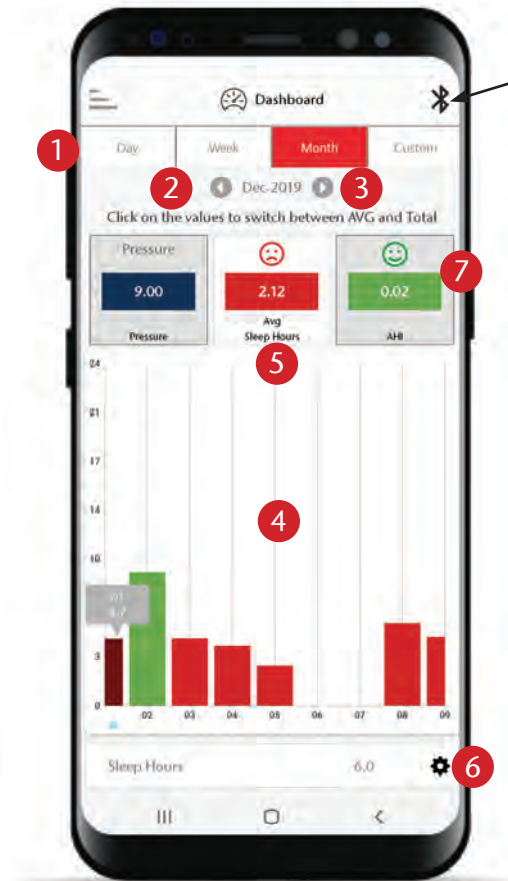 Dashboard
1 Day Week Month Custom
2 Dec-2019 3
Click on the values to switch between AVG and Total
Pressure
9.00 2.12 0.02 7
Avg
Pressure Sleep Hours AHI
5
24
21
17
14
4
10
3
0
02 03 04 05 06 07 08 09
Sleep Hours 6.0 6